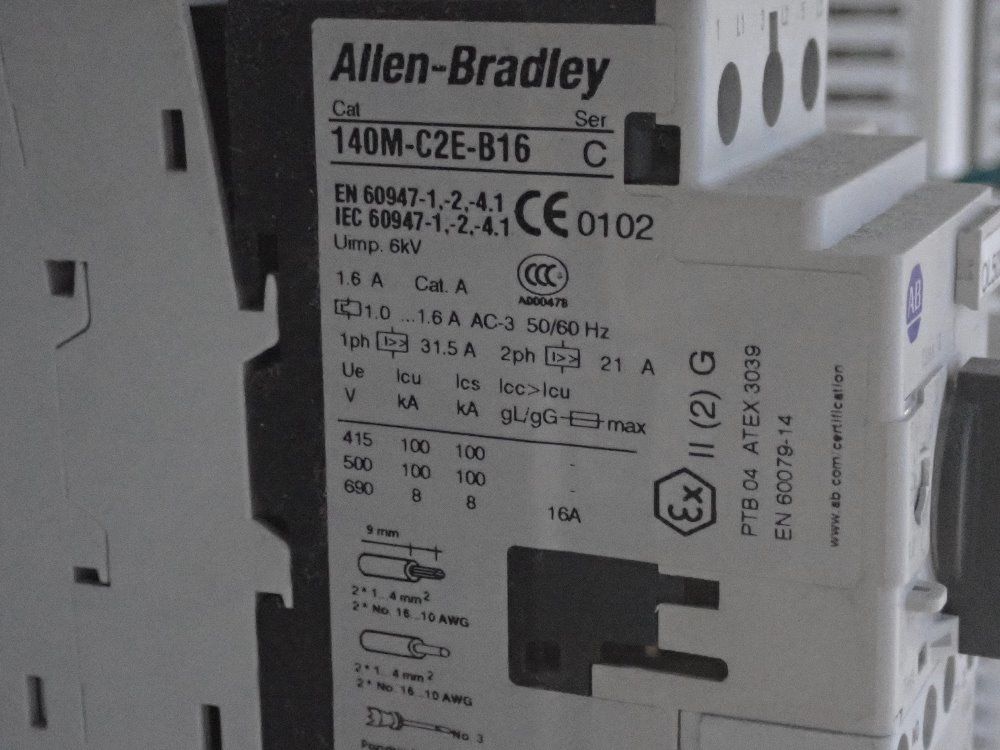 Allen-Bradley
Cat Ser
140M-C2E-B16 C
EN 60947-1,-2,-4.1
IEC 60947-1,-2,-4.1
CE 0102
Uimp. 6kV
1.6 A Cat. A
CCC
A000478
1.0 ...1.6 A AC-3 50/60 Hz
1ph I>> 31.5 A 2ph I>> 21 A
Ue Icu Ics Icc>Icu
V kA kA gL/gG max
415 100 100 -
500 100 100 -
690 8 8 16A
9 mm
2* 1...4 mm2
2* No. 16...10 AWG
2* 1...4 mm2
2* No. 16...10 AWG
No. 3
Ex II (2) G
PTB 04 ATEX 3039
EN 60079-14
www.ab.com/certification
AB